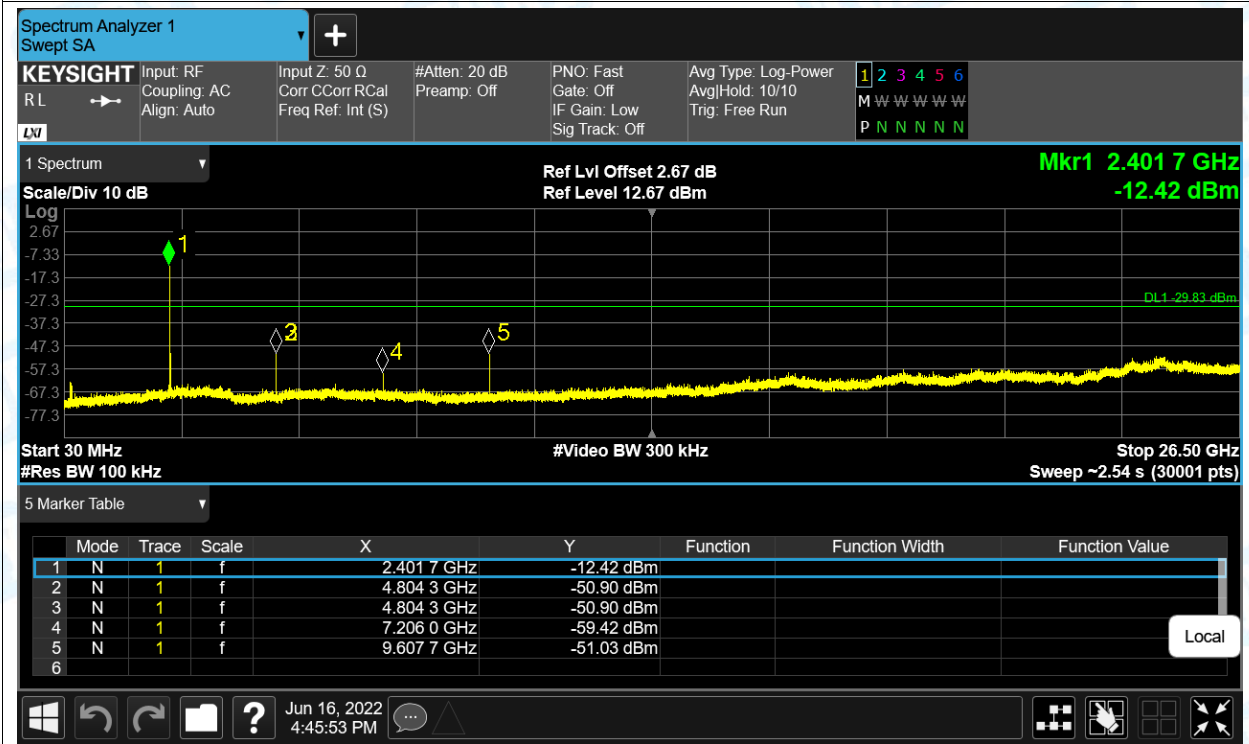 Spectrum Analyzer 1
Swept SA
+
KEYSIGHT
R L
LXI
Input: RF
Coupling: AC
Align: Auto
Input Z: 50 Ω
Corr CCorr RCal
Freq Ref: Int (S)
#Atten: 20 dB
Preamp: Off
PNO: Fast
Gate: Off
IF Gain: Low
Sig Track: Off
Avg Type: Log-Power
Avg|Hold: 10/10
Trig: Free Run
1 2 3 4 5 6
M W W W W W
P N N N N N
1 Spectrum
Scale/Div 10 dB
Ref Lvl Offset 2.67 dB
Ref Level 12.67 dBm
Mkr1 2.401 7 GHz
-12.42 dBm
Log
2.67
-7.33
-17.3
-27.3
-37.3
-47.3
-57.3
-67.3
-77.3
1
3
4
5
DL1 -29.83 dBm
Start 30 MHz
#Video BW 300 kHz
Stop 26.50 GHz
#Res BW 100 kHz
Sweep ~2.54 s (30001 pts)
5 Marker Table
Mode Trace Scale X Y Function Function Width Function Value
1 N 1 f 2.401 7 GHz -12.42 dBm
2 N 1 f 4.804 3 GHz -50.90 dBm
3 N 1 f 4.804 3 GHz -50.90 dBm
4 N 1 f 7.206 0 GHz -59.42 dBm
5 N 1 f 9.607 7 GHz -51.03 dBm
6
Local
?
Jun 16, 2022
4:45:53 PM